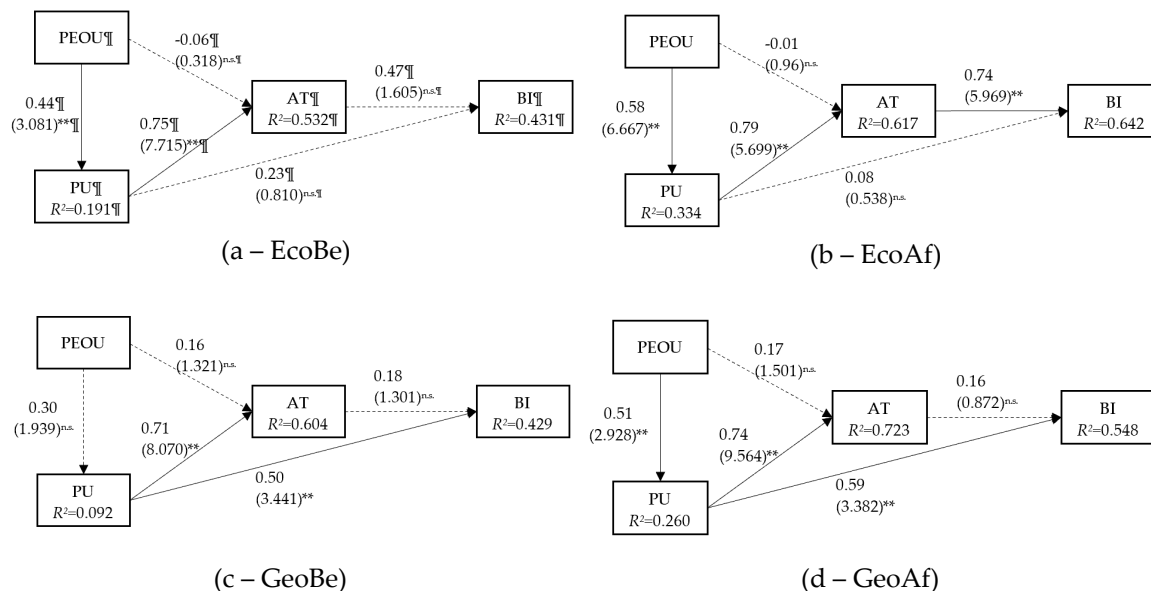 PEOU¶
-0.06¶
(0.318)n.s.¶
0.44¶
(3.081)**¶
AT¶
R²=0.532¶
0.47¶
(1.605)n.s.¶
BI¶
R²=0.431¶
0.75¶
(7.715)**¶
PU¶
R²=0.191¶
0.23¶
(0.810)n.s.¶
(a – EcoBe)
PEOU
-0.01
(0.96)n.s.
0.58
(6.667)**
AT
R²=0.617
0.74
(5.969)**
BI
R²=0.642
0.79
(5.699)**
PU
R²=0.334
0.08
(0.538)n.s.
(b – EcoAf)
PEOU
0.16
(1.321)n.s.
0.30
(1.939)n.s.
AT
R²=0.604
0.18
(1.301)n.s.
BI
R²=0.429
0.71
(8.070)**
PU
R²=0.092
0.50
(3.441)**
(c – GeoBe)
PEOU
0.17
(1.501)n.s.
0.51
(2.928)**
AT
R²=0.723
0.16
(0.872)n.s.
BI
R²=0.548
0.74
(9.564)**
PU
R²=0.260
0.59
(3.382)**
(d – GeoAf)